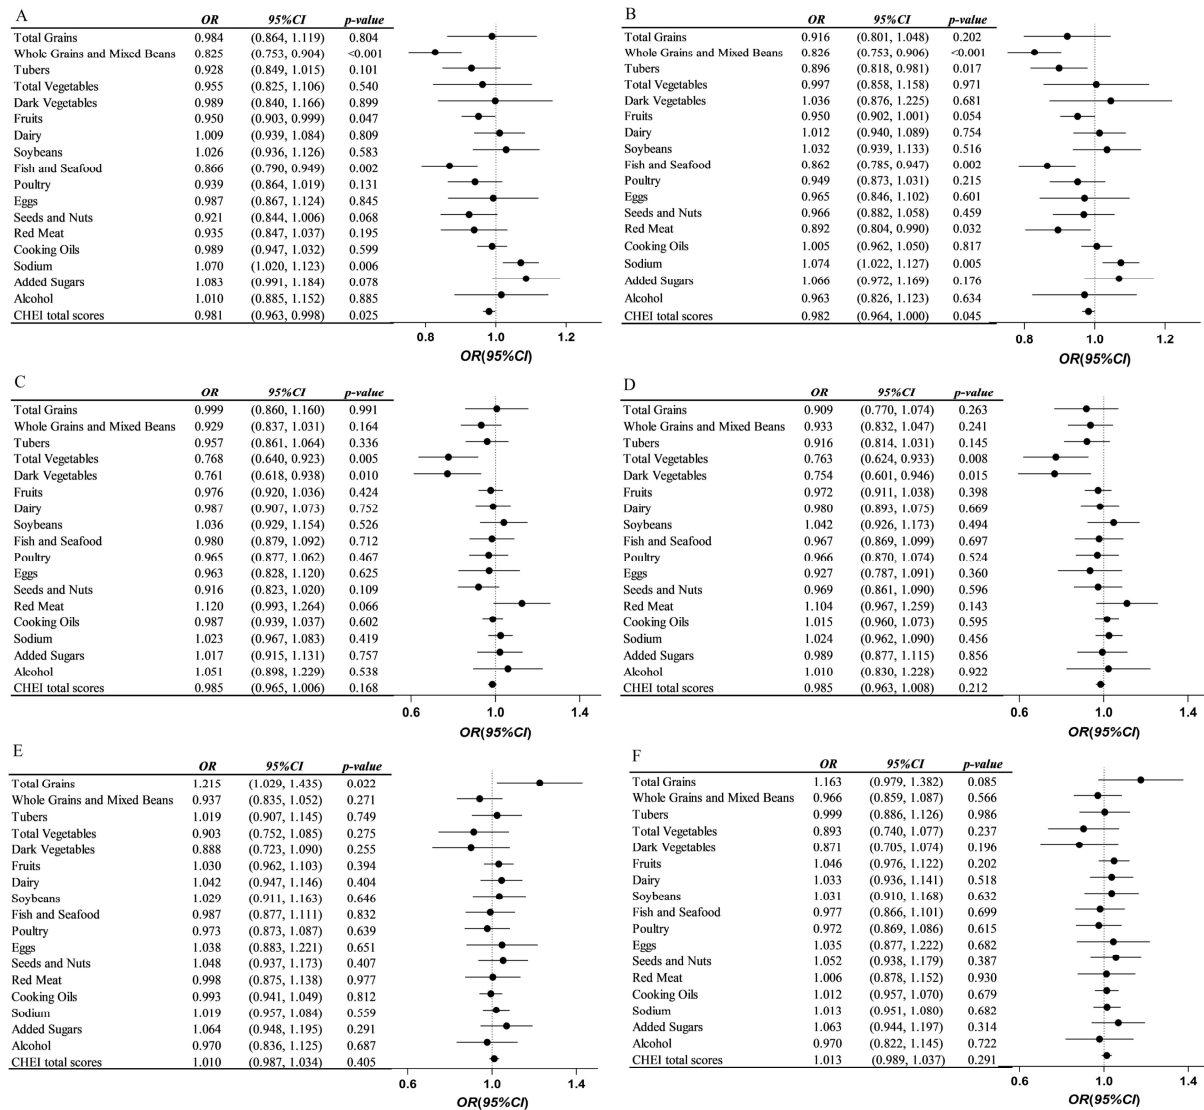 A
OR 95%CI p-value
Total Grains 0.984 (0.864, 1.119) 0.804
Whole Grains and Mixed Beans 0.825 (0.753, 0.904) <0.001
Tubers 0.928 (0.849, 1.015) 0.101
Total Vegetables 0.955 (0.825, 1.106) 0.540
Dark Vegetables 0.989 (0.840, 1.166) 0.899
Fruits 0.950 (0.903, 0.999) 0.047
Dairy 1.009 (0.939, 1.084) 0.809
Soybeans 1.026 (0.936, 1.126) 0.583
Fish and Seafood 0.866 (0.790, 0.949) 0.002
Poultry 0.939 (0.864, 1.019) 0.131
Eggs 0.987 (0.867, 1.124) 0.845
Seeds and Nuts 0.921 (0.844, 1.006) 0.068
Red Meat 0.935 (0.847, 1.037) 0.195
Cooking Oils 0.989 (0.947, 1.032) 0.599
Sodium 1.070 (1.020, 1.123) 0.006
Added Sugars 1.083 (0.991, 1.184) 0.078
Alcohol 1.010 (0.885, 1.152) 0.885
CHEI total scores 0.981 (0.963, 0.998) 0.025
0.8 1.0 1.2
OR(95%CI)
B
OR 95%CI p-value
Total Grains 0.916 (0.801, 1.048) 0.202
Whole Grains and Mixed Beans 0.826 (0.753, 0.906) <0.001
Tubers 0.896 (0.818, 0.981) 0.017
Total Vegetables 0.997 (0.858, 1.158) 0.971
Dark Vegetables 1.036 (0.876, 1.225) 0.681
Fruits 0.950 (0.902, 1.001) 0.054
Dairy 1.012 (0.940, 1.089) 0.754
Soybeans 1.032 (0.939, 1.133) 0.516
Fish and Seafood 0.862 (0.785, 0.947) 0.002
Poultry 0.949 (0.873, 1.031) 0.215
Eggs 0.965 (0.846, 1.102) 0.601
Seeds and Nuts 0.966 (0.882, 1.058) 0.459
Red Meat 0.892 (0.804, 0.990) 0.032
Cooking Oils 1.005 (0.962, 1.050) 0.817
Sodium 1.074 (1.022, 1.127) 0.005
Added Sugars 1.066 (0.972, 1.169) 0.176
Alcohol 0.963 (0.826, 1.123) 0.634
CHEI total scores 0.982 (0.964, 1.000) 0.045
0.8 1.0 1.2
OR(95%CI)
C
OR 95%CI p-value
Total Grains 0.999 (0.860, 1.160) 0.991
Whole Grains and Mixed Beans 0.929 (0.837, 1.031) 0.164
Tubers 0.957 (0.861, 1.064) 0.336
Total Vegetables 0.768 (0.640, 0.923) 0.005
Dark Vegetables 0.761 (0.618, 0.938) 0.010
Fruits 0.976 (0.920, 1.036) 0.424
Dairy 0.987 (0.907, 1.073) 0.752
Soybeans 1.036 (0.929, 1.154) 0.526
Fish and Seafood 0.980 (0.879, 1.092) 0.712
Poultry 0.965 (0.877, 1.062) 0.467
Eggs 0.963 (0.828, 1.120) 0.625
Seeds and Nuts 0.916 (0.823, 1.020) 0.109
Red Meat 1.120 (0.993, 1.264) 0.066
Cooking Oils 0.987 (0.939, 1.037) 0.602
Sodium 1.023 (0.967, 1.083) 0.419
Added Sugars 1.017 (0.915, 1.131) 0.757
Alcohol 1.051 (0.898, 1.229) 0.538
CHEI total scores 0.985 (0.965, 1.006) 0.168
0.6 1.0 1.4
OR(95%CI)
D
OR 95%CI p-value
Total Grains 0.909 (0.770, 1.074) 0.263
Whole Grains and Mixed Beans 0.933 (0.832, 1.047) 0.241
Tubers 0.916 (0.814, 1.031) 0.145
Total Vegetables 0.763 (0.624, 0.933) 0.008
Dark Vegetables 0.754 (0.601, 0.946) 0.015
Fruits 0.972 (0.911, 1.038) 0.398
Dairy 0.980 (0.893, 1.075) 0.669
Soybeans 1.042 (0.926, 1.173) 0.494
Fish and Seafood 0.967 (0.869, 1.099) 0.697
Poultry 0.966 (0.870, 1.074) 0.524
Eggs 0.927 (0.787, 1.091) 0.360
Seeds and Nuts 0.969 (0.861, 1.090) 0.596
Red Meat 1.104 (0.967, 1.259) 0.143
Cooking Oils 1.015 (0.960, 1.073) 0.595
Sodium 1.024 (0.962, 1.090) 0.456
Added Sugars 0.989 (0.877, 1.115) 0.856
Alcohol 1.010 (0.830, 1.228) 0.922
CHEI total scores 0.985 (0.963, 1.008) 0.212
0.6 1.0 1.4
OR(95%CI)
E
OR 95%CI p-value
Total Grains 1.215 (1.029, 1.435) 0.022
Whole Grains and Mixed Beans 0.937 (0.835, 1.052) 0.271
Tubers 1.019 (0.907, 1.145) 0.749
Total Vegetables 0.903 (0.752, 1.085) 0.275
Dark Vegetables 0.888 (0.723, 1.090) 0.255
Fruits 1.030 (0.962, 1.103) 0.394
Dairy 1.042 (0.947, 1.146) 0.404
Soybeans 1.029 (0.911, 1.163) 0.646
Fish and Seafood 0.987 (0.877, 1.111) 0.832
Poultry 0.973 (0.873, 1.087) 0.639
Eggs 1.038 (0.883, 1.221) 0.651
Seeds and Nuts 1.048 (0.937, 1.173) 0.407
Red Meat 0.998 (0.875, 1.138) 0.977
Cooking Oils 0.993 (0.941, 1.049) 0.812
Sodium 1.019 (0.957, 1.084) 0.559
Added Sugars 1.064 (0.948, 1.195) 0.291
Alcohol 0.970 (0.836, 1.125) 0.687
CHEI total scores 1.010 (0.987, 1.034) 0.405
0.6 1.0 1.4
OR(95%CI)
F
OR 95%CI p-value
Total Grains 1.163 (0.979, 1.382) 0.085
Whole Grains and Mixed Beans 0.966 (0.859, 1.087) 0.566
Tubers 0.999 (0.886, 1.126) 0.986
Total Vegetables 0.893 (0.740, 1.077) 0.237
Dark Vegetables 0.871 (0.705, 1.074) 0.196
Fruits 1.046 (0.976, 1.122) 0.202
Dairy 1.033 (0.936, 1.141) 0.518
Soybeans 1.031 (0.910, 1.168) 0.632
Fish and Seafood 0.977 (0.866, 1.101) 0.699
Poultry 0.972 (0.869, 1.086) 0.615
Eggs 1.035 (0.877, 1.222) 0.682
Seeds and Nuts 1.052 (0.938, 1.179) 0.387
Red Meat 1.006 (0.878, 1.152) 0.930
Cooking Oils 1.012 (0.957, 1.070) 0.679
Sodium 1.013 (0.951, 1.080) 0.682
Added Sugars 1.063 (0.944, 1.197) 0.314
Alcohol 0.970 (0.822, 1.145) 0.722
CHEI total scores 1.013 (0.989, 1.037) 0.291
0.6 1.0 1.4
OR(95%CI)